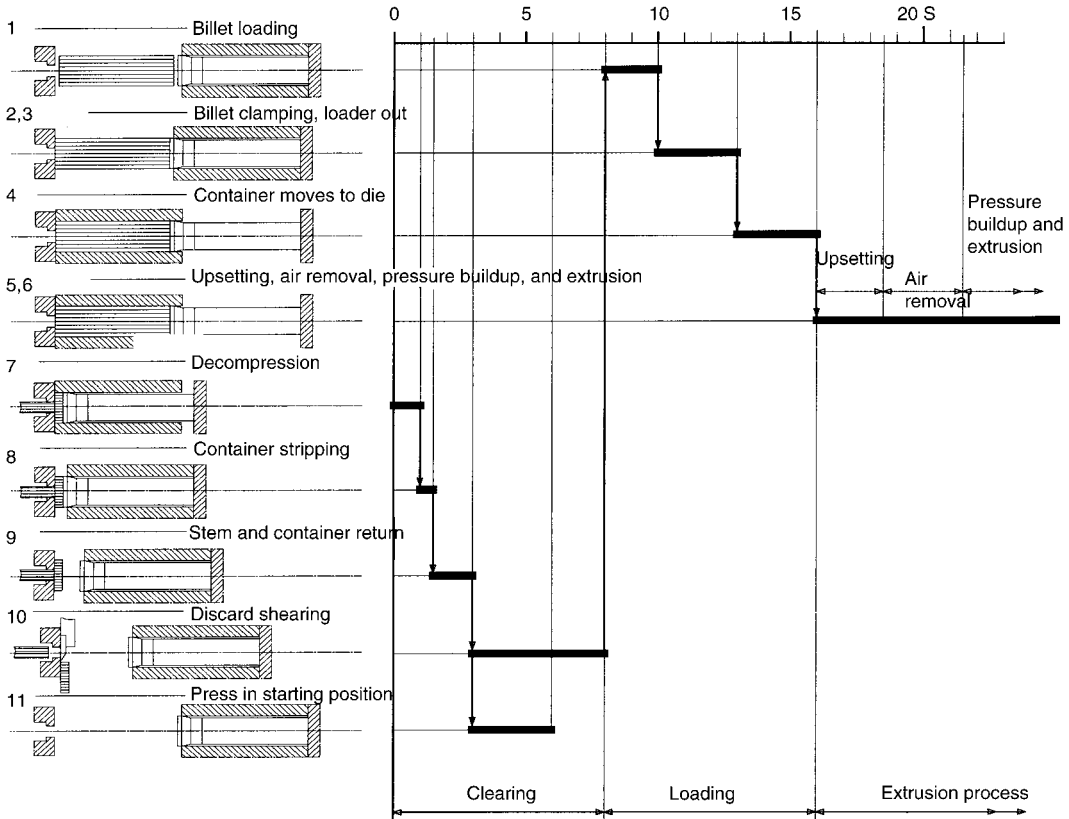 0 5 10 15 20 S
1 Billet loading
2,3 Billet clamping, loader out
4 Container moves to die
Pressure
buildup and
extrusion
Upsetting
Air
removal
5,6 Upsetting, air removal, pressure buildup, and extrusion
7 Decompression
8 Container stripping
9 Stem and container return
10 Discard shearing
11 Press in starting position
Clearing Loading Extrusion process